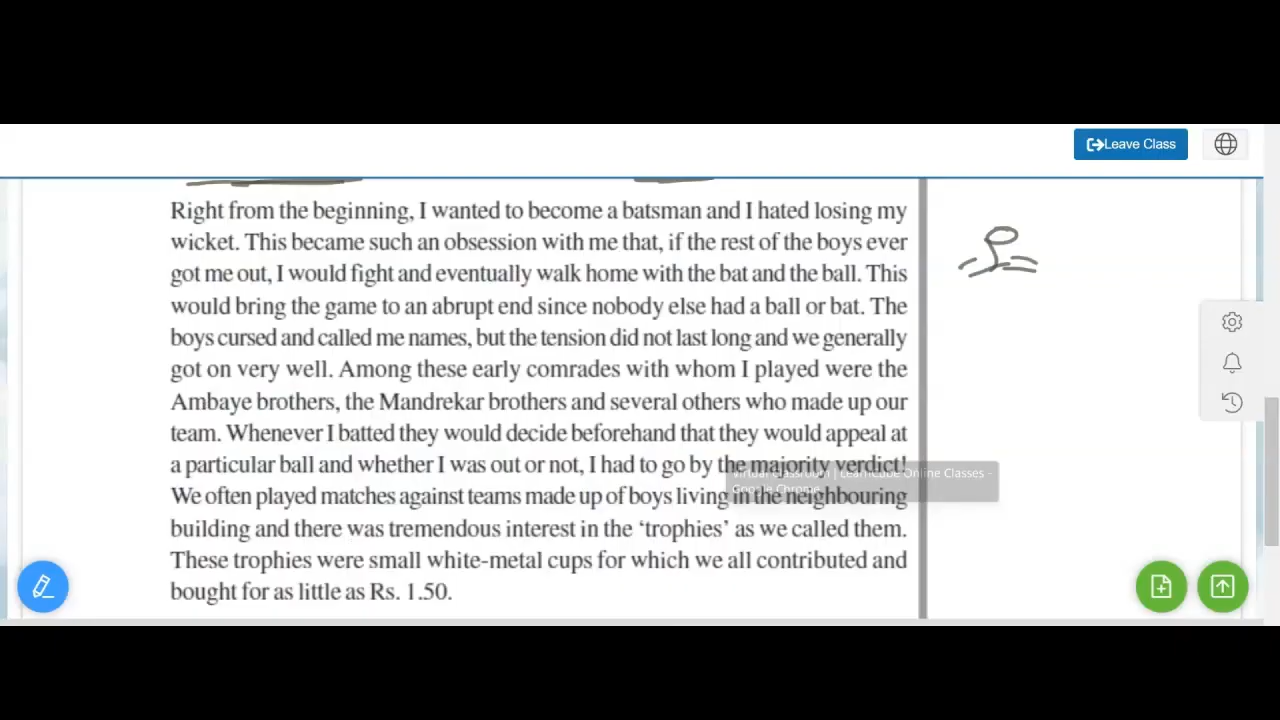 Leave Class
Right from the beginning, I wanted to become a batsman and I hated losing my
wicket. This became such an obsession with me that, if the rest of the boys ever
got me out, I would fight and eventually walk home with the bat and the ball. This
would bring the game to an abrupt end since nobody else had a ball or bat. The
boys cursed and called me names, but the tension did not last long and we generally
got on very well. Among these early comrades with whom I played were the
Ambaye brothers, the Mandrekar brothers and several others who made up our
team. Whenever I batted they would decide beforehand that they would appeal at
a particular ball and whether I was out or not, I had to go by the majority verdict!
Virtual Classroom | LearnCube Online Classes -
Google Chrome
We often played matches against teams made up of boys living in the neighbouring
building and there was tremendous interest in the ‘trophies’ as we called them.
These trophies were small white-metal cups for which we all contributed and
bought for as little as Rs. 1.50.